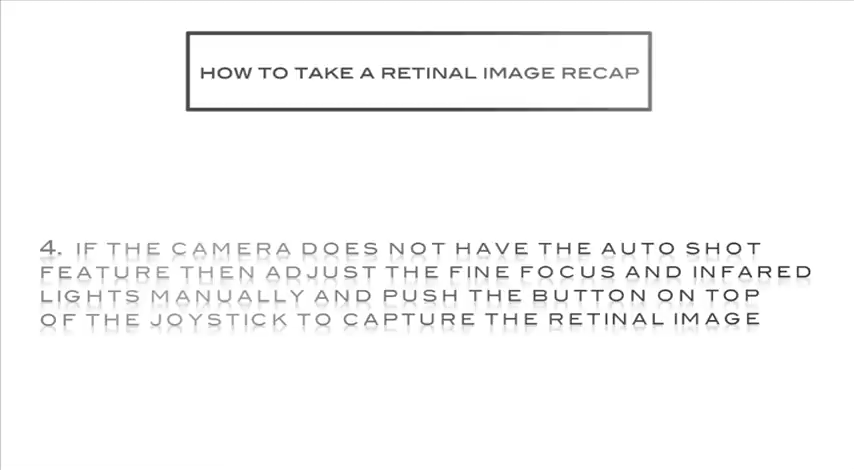 HOW TO TAKE A RETINAL IMAGE RECAP
4. IF THE CAMERA DOES NOT HAVE THE AUTO SHOT
FEATURE THEN ADJUST THE FINE FOCUS AND INFARED
LIGHTS MANUALLY AND PUSH THE BUTTON ON TOP
OF THE JOYSTICK TO CAPTURE THE RETINAL IMAGE